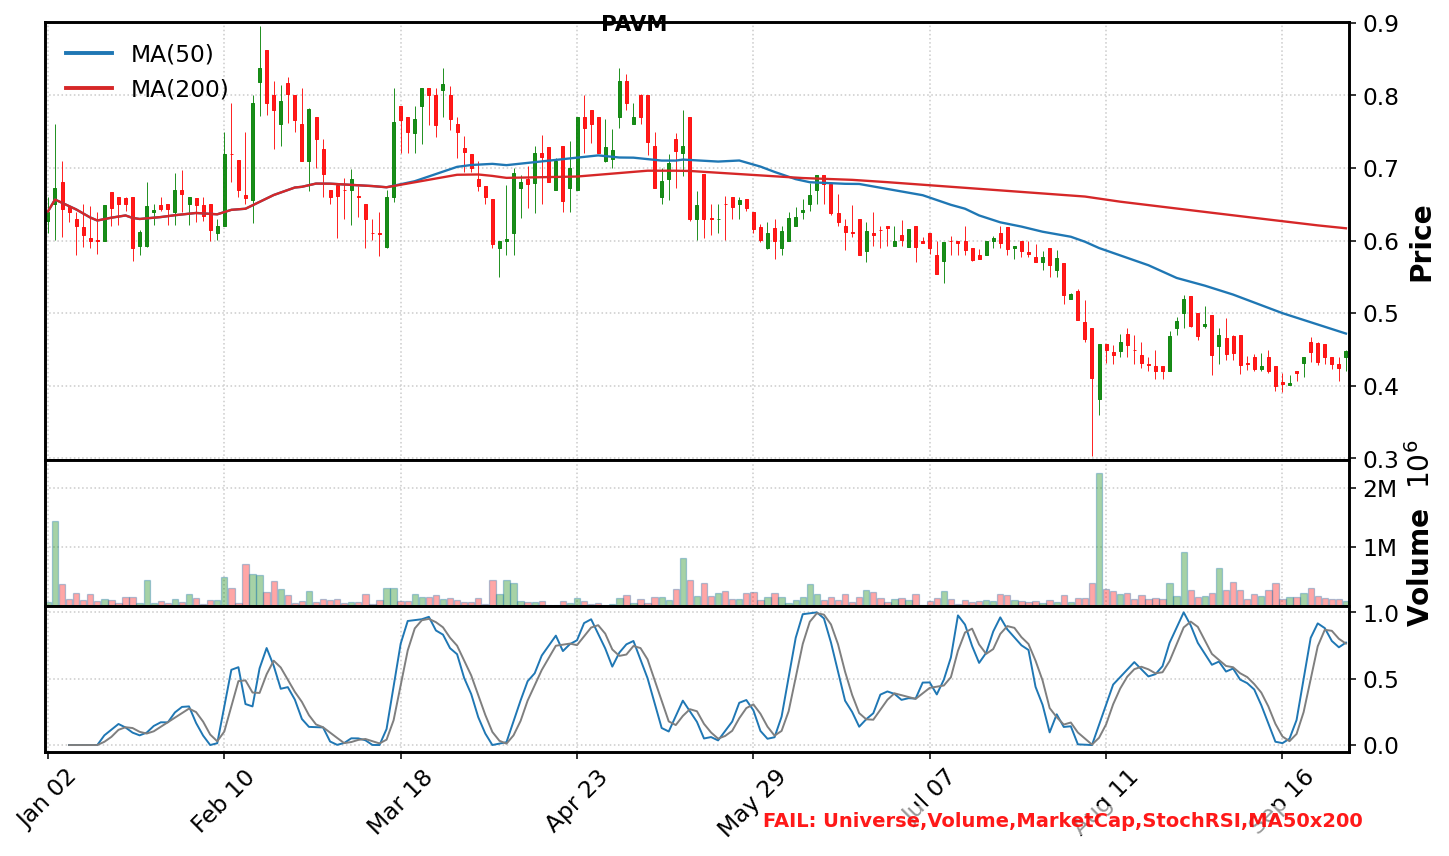 PAVM
MA(50)
MA(200)
0.9
0.8
0.7
0.6
0.5
0.4
0.3
Price
2M
1M
Volume 10^6
1.0
0.5
0.0
Jan 02
Feb 10
Mar 18
Apr 23
May 29
Jul 07
Aug 11
Sep 16
FAIL: Universe,Volume,MarketCap,StochRSI,MA50x200